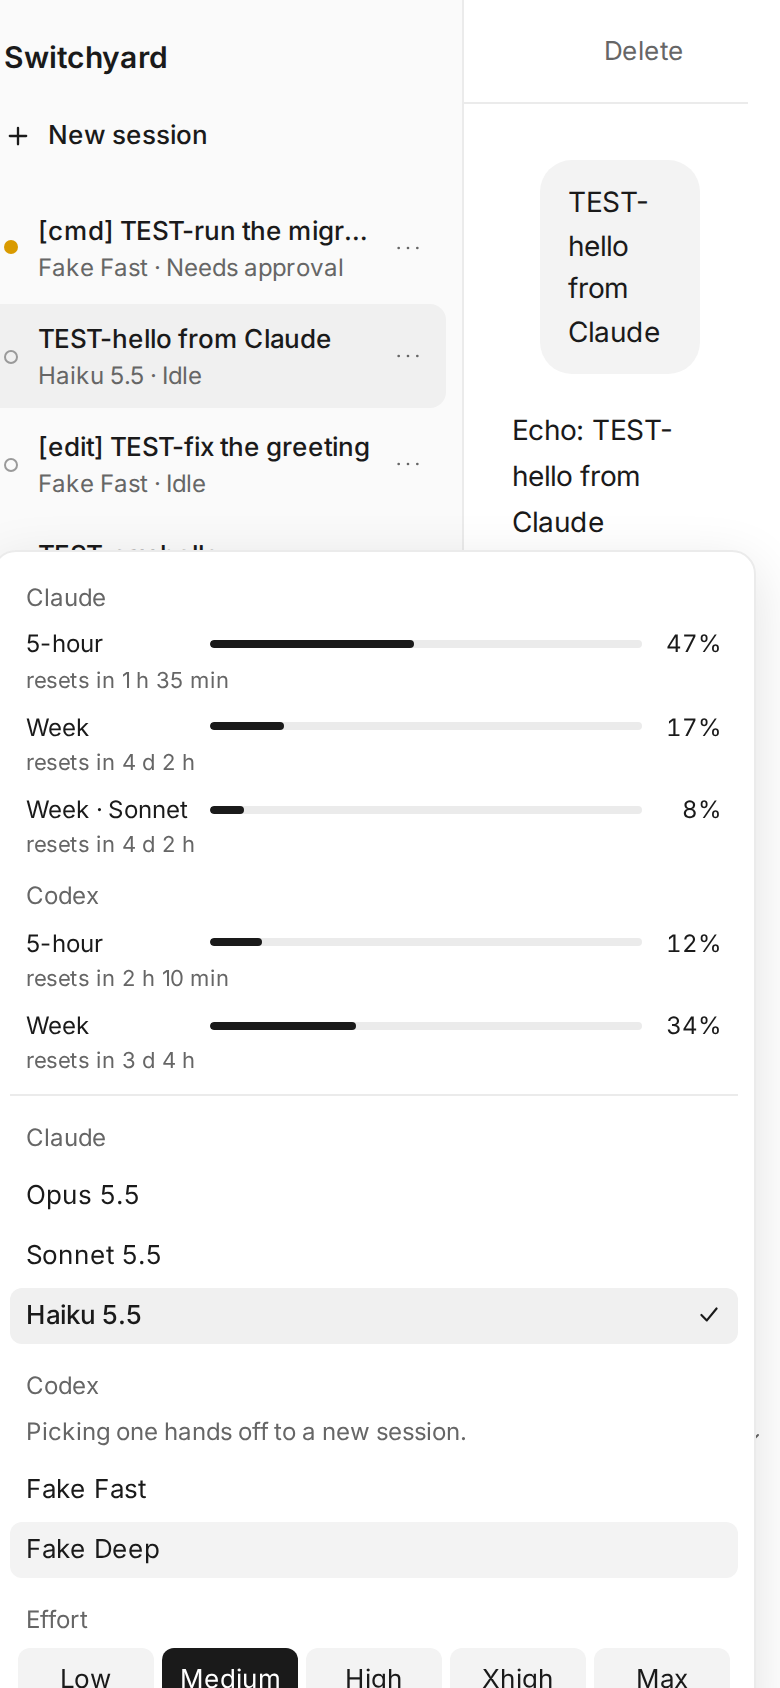 Switchyard
Delete
New session
[cmd] TEST-run the migr...
Fake Fast · Needs approval
TEST-hello from Claude
Haiku 5.5 · Idle
[edit] TEST-fix the greeting
Fake Fast · Idle
TEST-
hello
from
Claude
Echo: TEST-
hello from
Claude
Claude
5-hour
47%
resets in 1 h 35 min
Week
17%
resets in 4 d 2 h
Week · Sonnet
8%
resets in 4 d 2 h
Codex
5-hour
12%
resets in 2 h 10 min
Week
34%
resets in 3 d 4 h
Claude
Opus 5.5
Sonnet 5.5
Haiku 5.5
Codex
Picking one hands off to a new session.
Fake Fast
Fake Deep
Effort
Low
Medium
High
Xhigh
Max